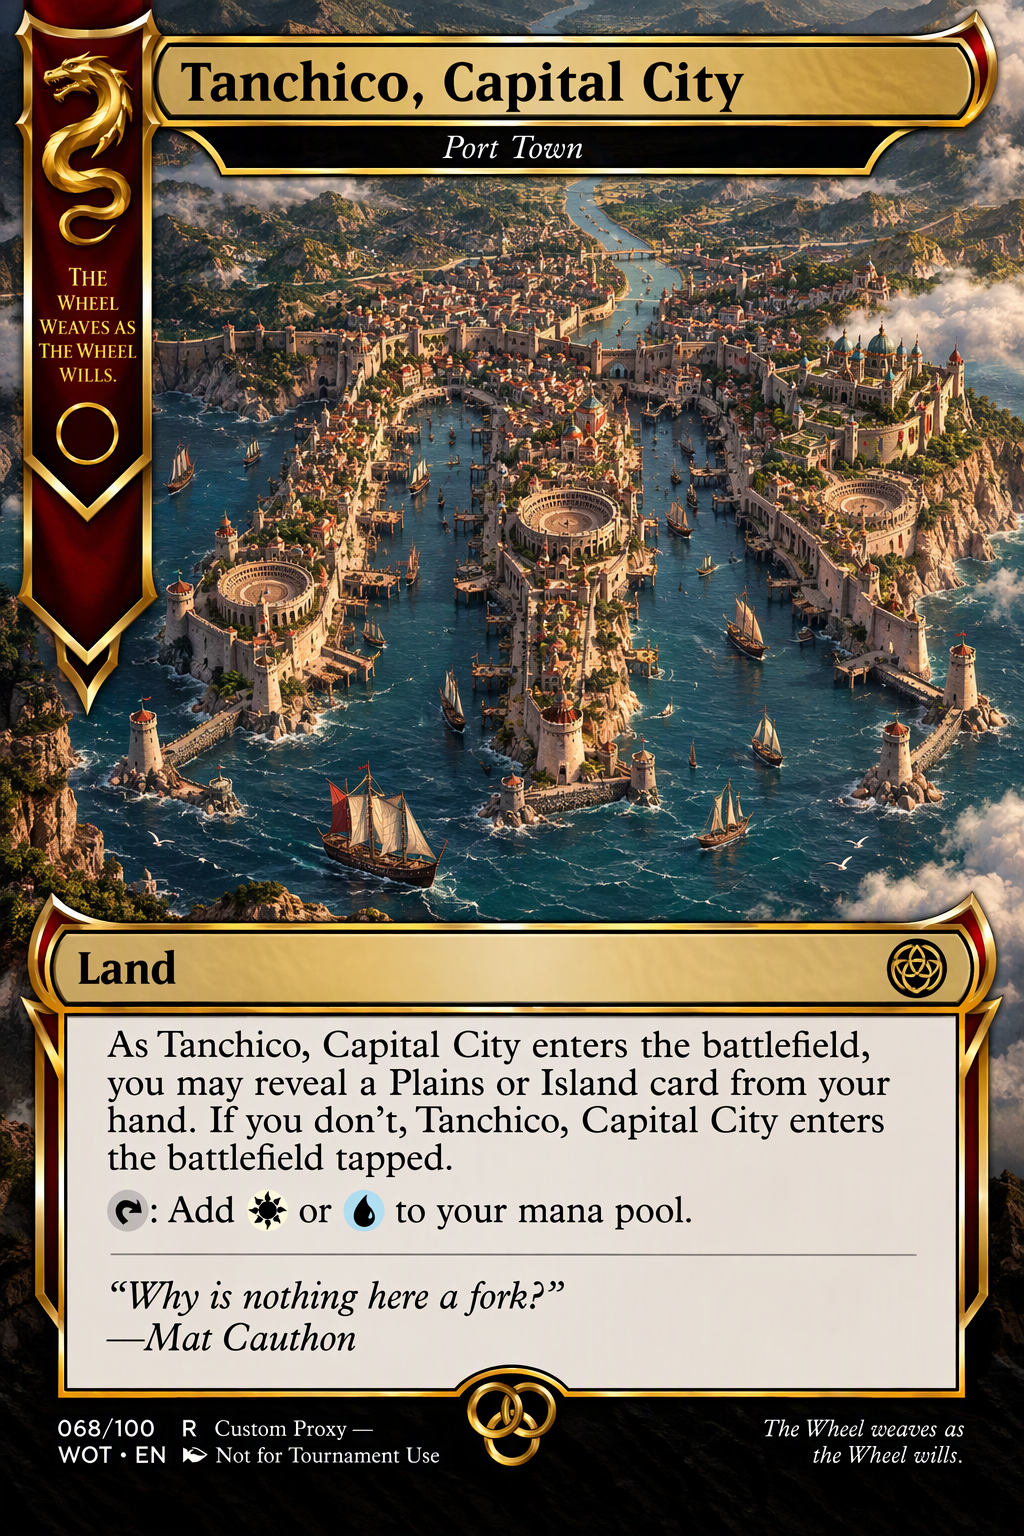 Tanchico, Capital City
Port Town
THE
WHEEL
WEAVES AS
THE WHEEL
WILLS.
Land
As Tanchico, Capital City enters the battlefield,
you may reveal a Plains or Island card from your
hand. If you don’t, Tanchico, Capital City enters
the battlefield tapped.
: Add or to your mana pool.
“Why is nothing here a fork?”
—Mat Cauthon
068/100 R Custom Proxy —
WOT • EN Not for Tournament Use
The Wheel weaves as
the Wheel wills.